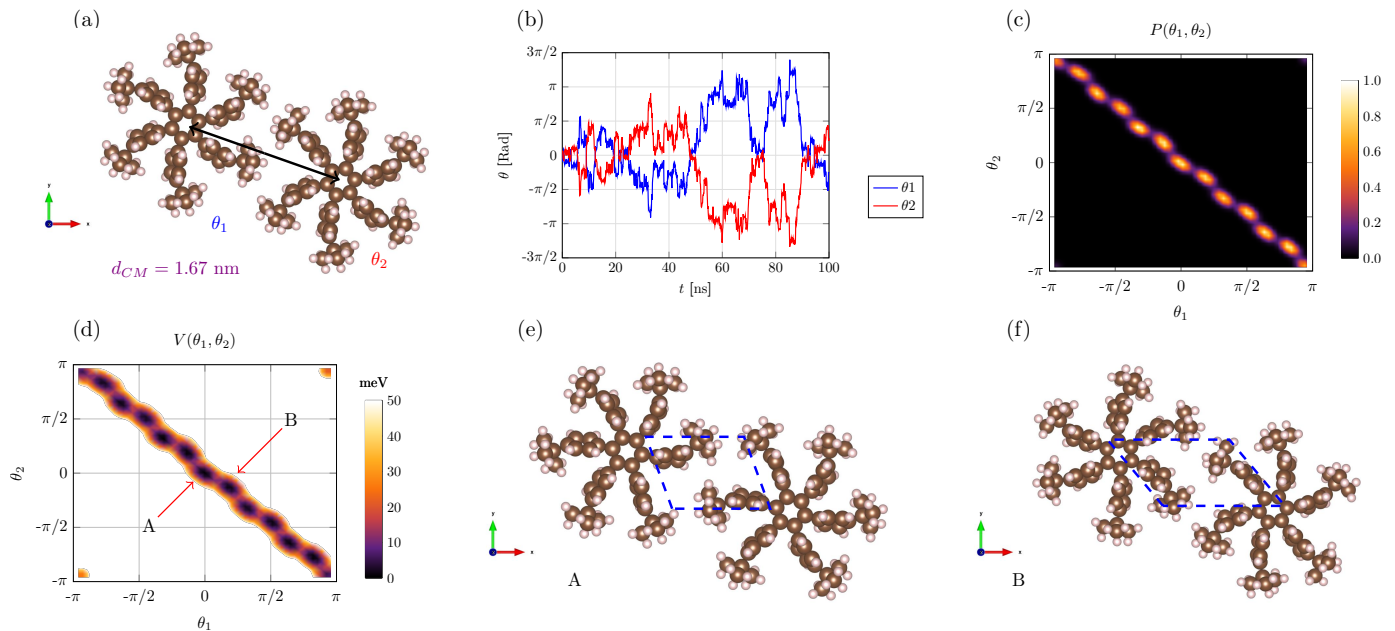 (a)
y
x
θ1
θ2
dCM = 1.67 nm
(b)
3π/2
π
π/2
0
-π/2
-π
-3π/2
θ [Rad]
0 20 40 60 80 100
t [ns]
θ1
θ2
(c)
P(θ1, θ2)
π
π/2
0
-π/2
-π
θ2
-π -π/2 0 π/2 π
θ1
1.0
0.8
0.6
0.4
0.2
0.0
(d)
V(θ1, θ2)
π
π/2
0
-π/2
-π
θ2
-π -π/2 0 π/2 π
θ1
A
B
meV
50
40
30
20
10
0
(e)
y
x
A
(f)
y
x
B